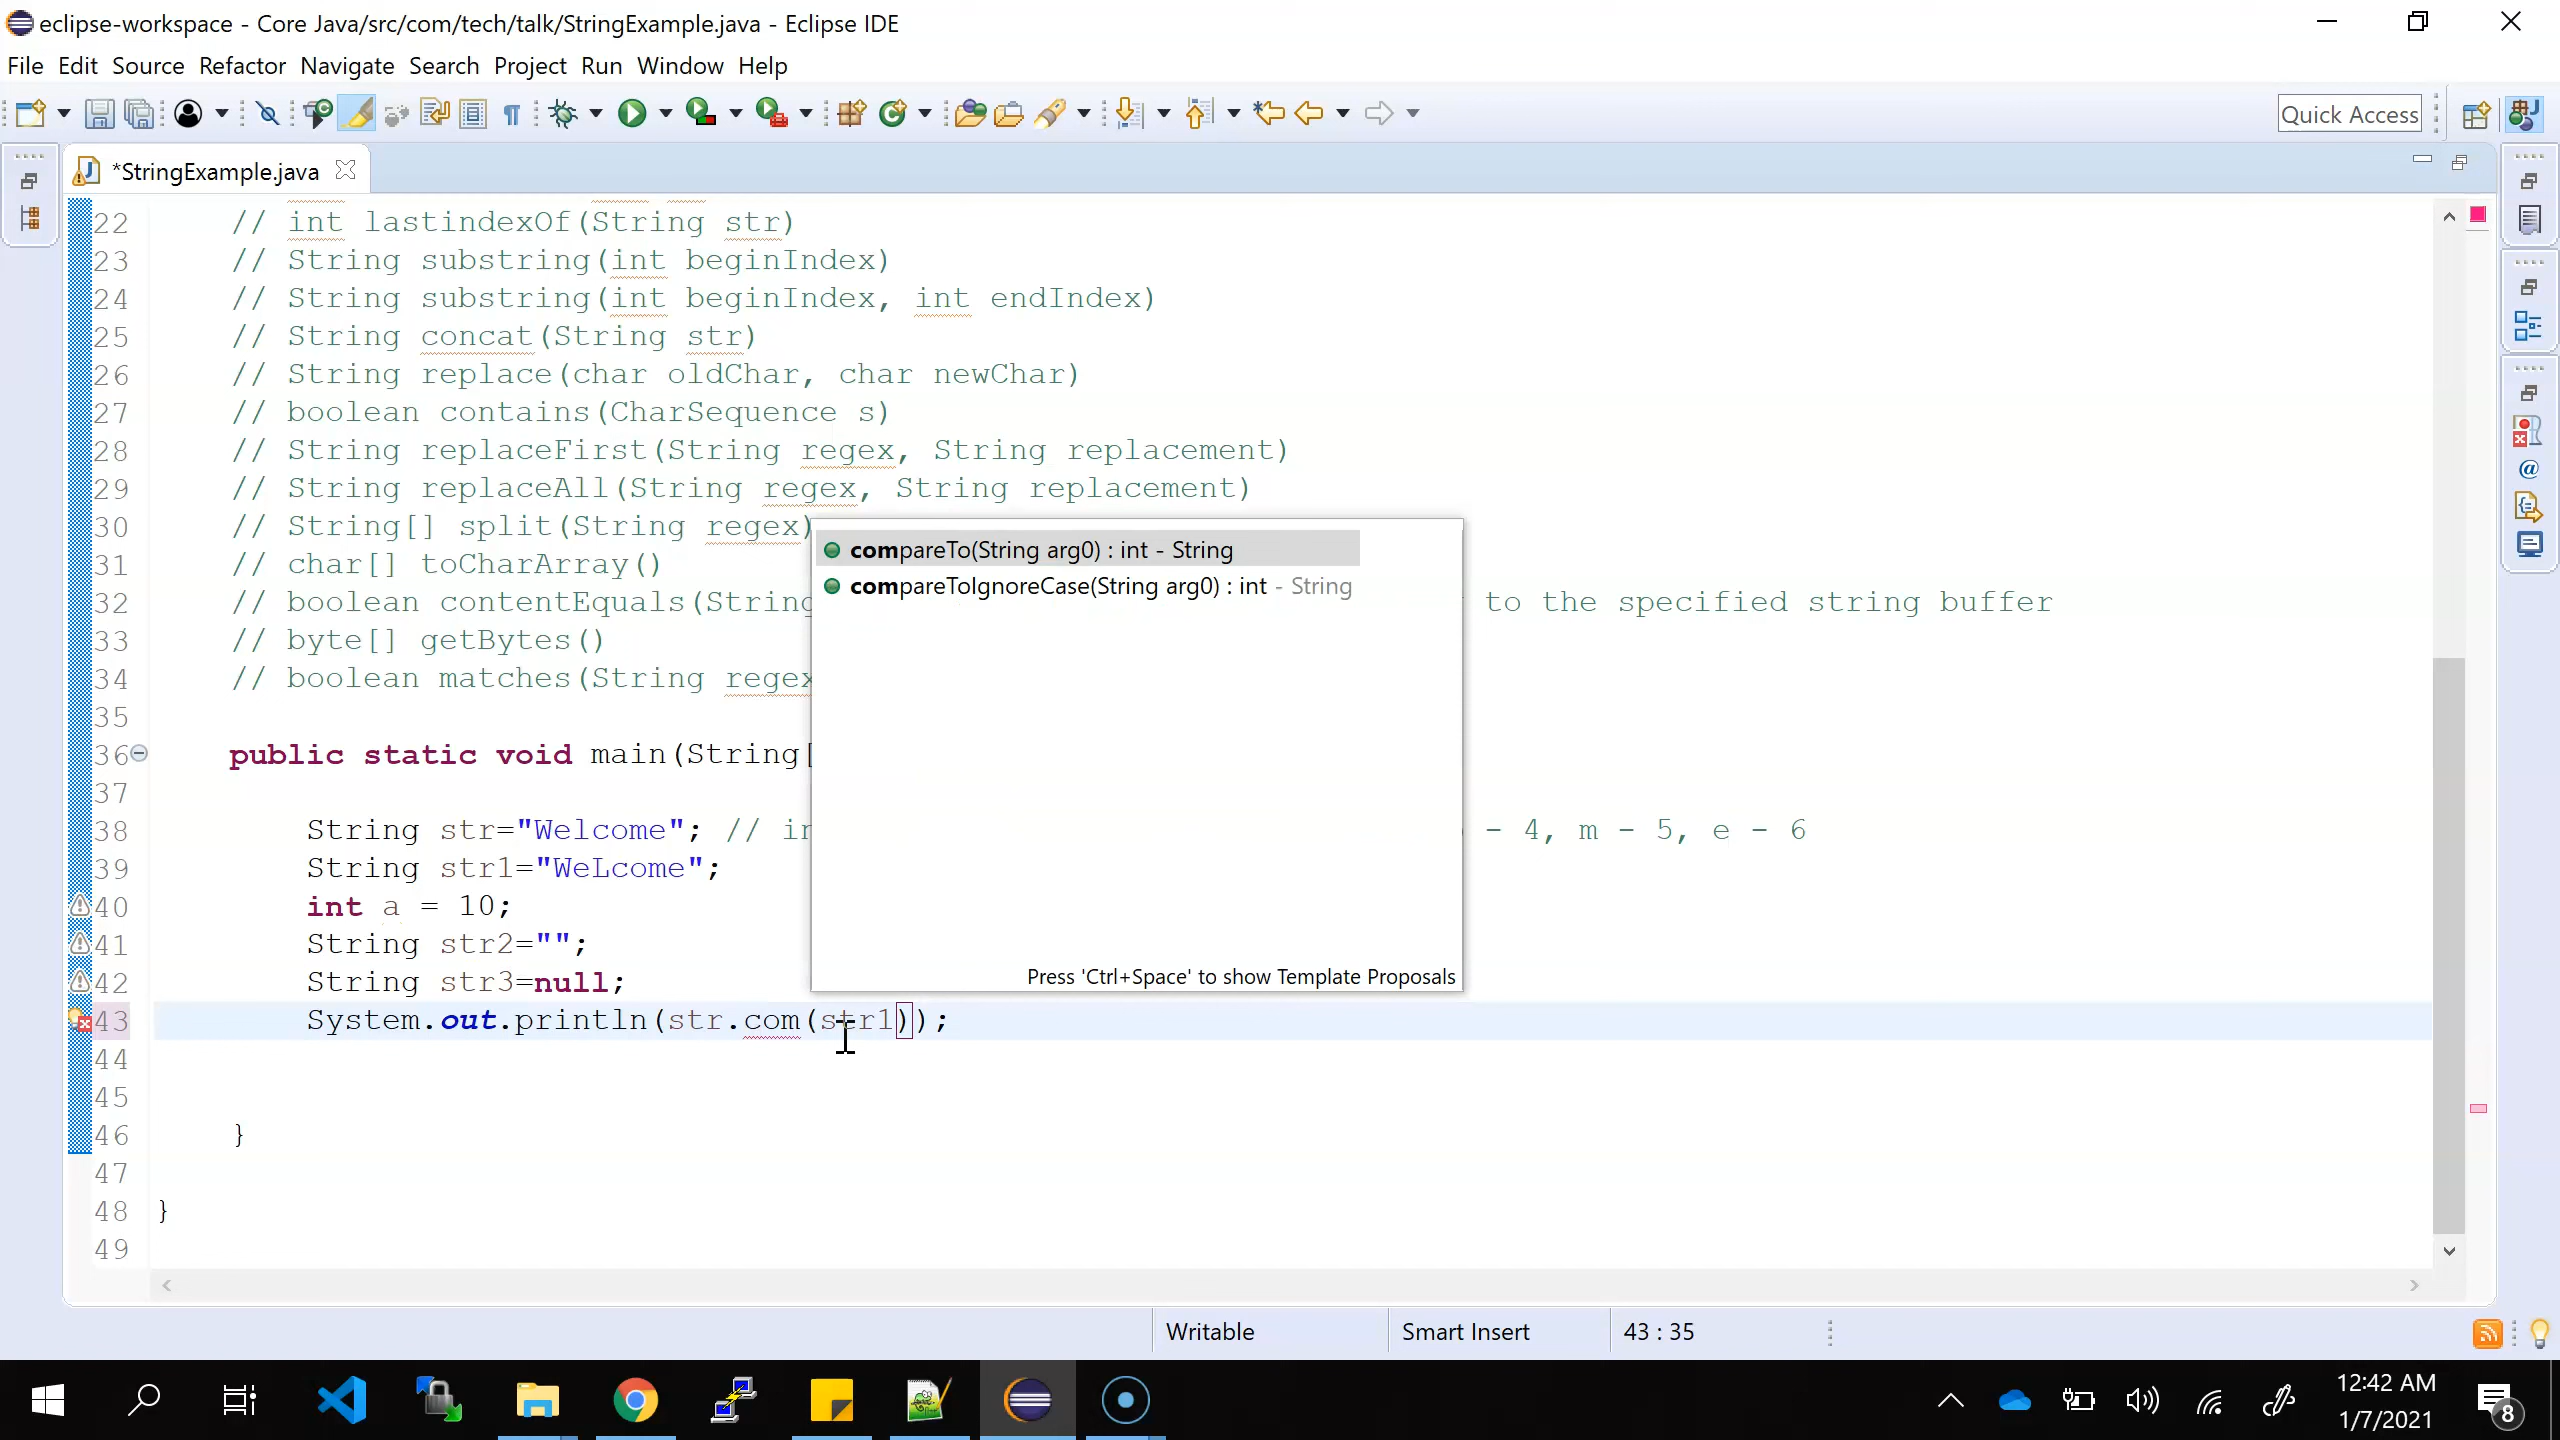 eclipse-workspace - Core Java/src/com/tech/talk/StringExample.java - Eclipse IDE
File Edit Source Refactor Navigate Search Project Run Window Help
Quick Access
*StringExample.java
22 // int lastindexOf(String str)
23 // String substring(int beginIndex)
24 // String substring(int beginIndex, int endIndex)
25 // String concat(String str)
26 // String replace(char oldChar, char newChar)
27 // boolean contains(CharSequence s)
28 // String replaceFirst(String regex, String replacement)
29 // String replaceAll(String regex, String replacement)
30 // String[] split(String regex)
31 // char[] toCharArray()
32 // boolean contentEquals(String to the specified string buffer
33 // byte[] getBytes()
34 // boolean matches(String regex
35
36 public static void main(String[
37
38 String str="Welcome"; // in - 4, m - 5, e - 6
39 String str1="WeLcome";
40 int a = 10;
41 String str2="";
42 String str3=null;
43 System.out.println(str.com(str1));
44
45
46 }
47
48 }
49
compareTo(String arg0) : int - String
compareToIgnoreCase(String arg0) : int - String
Press 'Ctrl+Space' to show Template Proposals
Writable Smart Insert 43 : 35
12:42 AM
1/7/2021
8